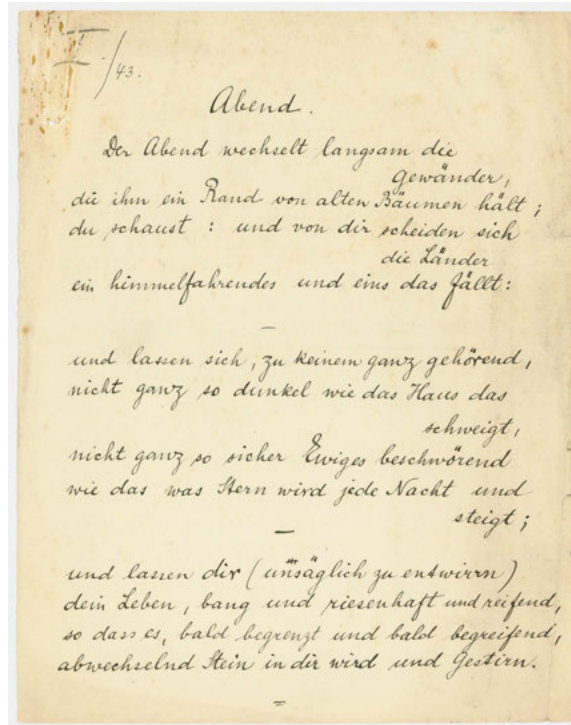 I./43.
Abend.
Der Abend wechselt langsam die
Gewänder,
die ihm ein Rand von alten Bäumen hält;
du schaust: und von dir scheiden sich
die Länder
ein himmelfahrendes und eins das fällt:
–
und lassen sich, zu keinem ganz gehörend,
nicht ganz so dunkel wie das Haus das
schweigt,
nicht ganz so sicher Ewiges beschwörend
wie das was Stern wird jede Nacht und
steigt;
–
und lassen dir (unsäglich zu entwirrn)
dein Leben, bang und riesenhaft und reifend,
so dass es, bald begrenzt und bald begreifend,
abwechselnd Stein in dir wird und Gestirn.
=